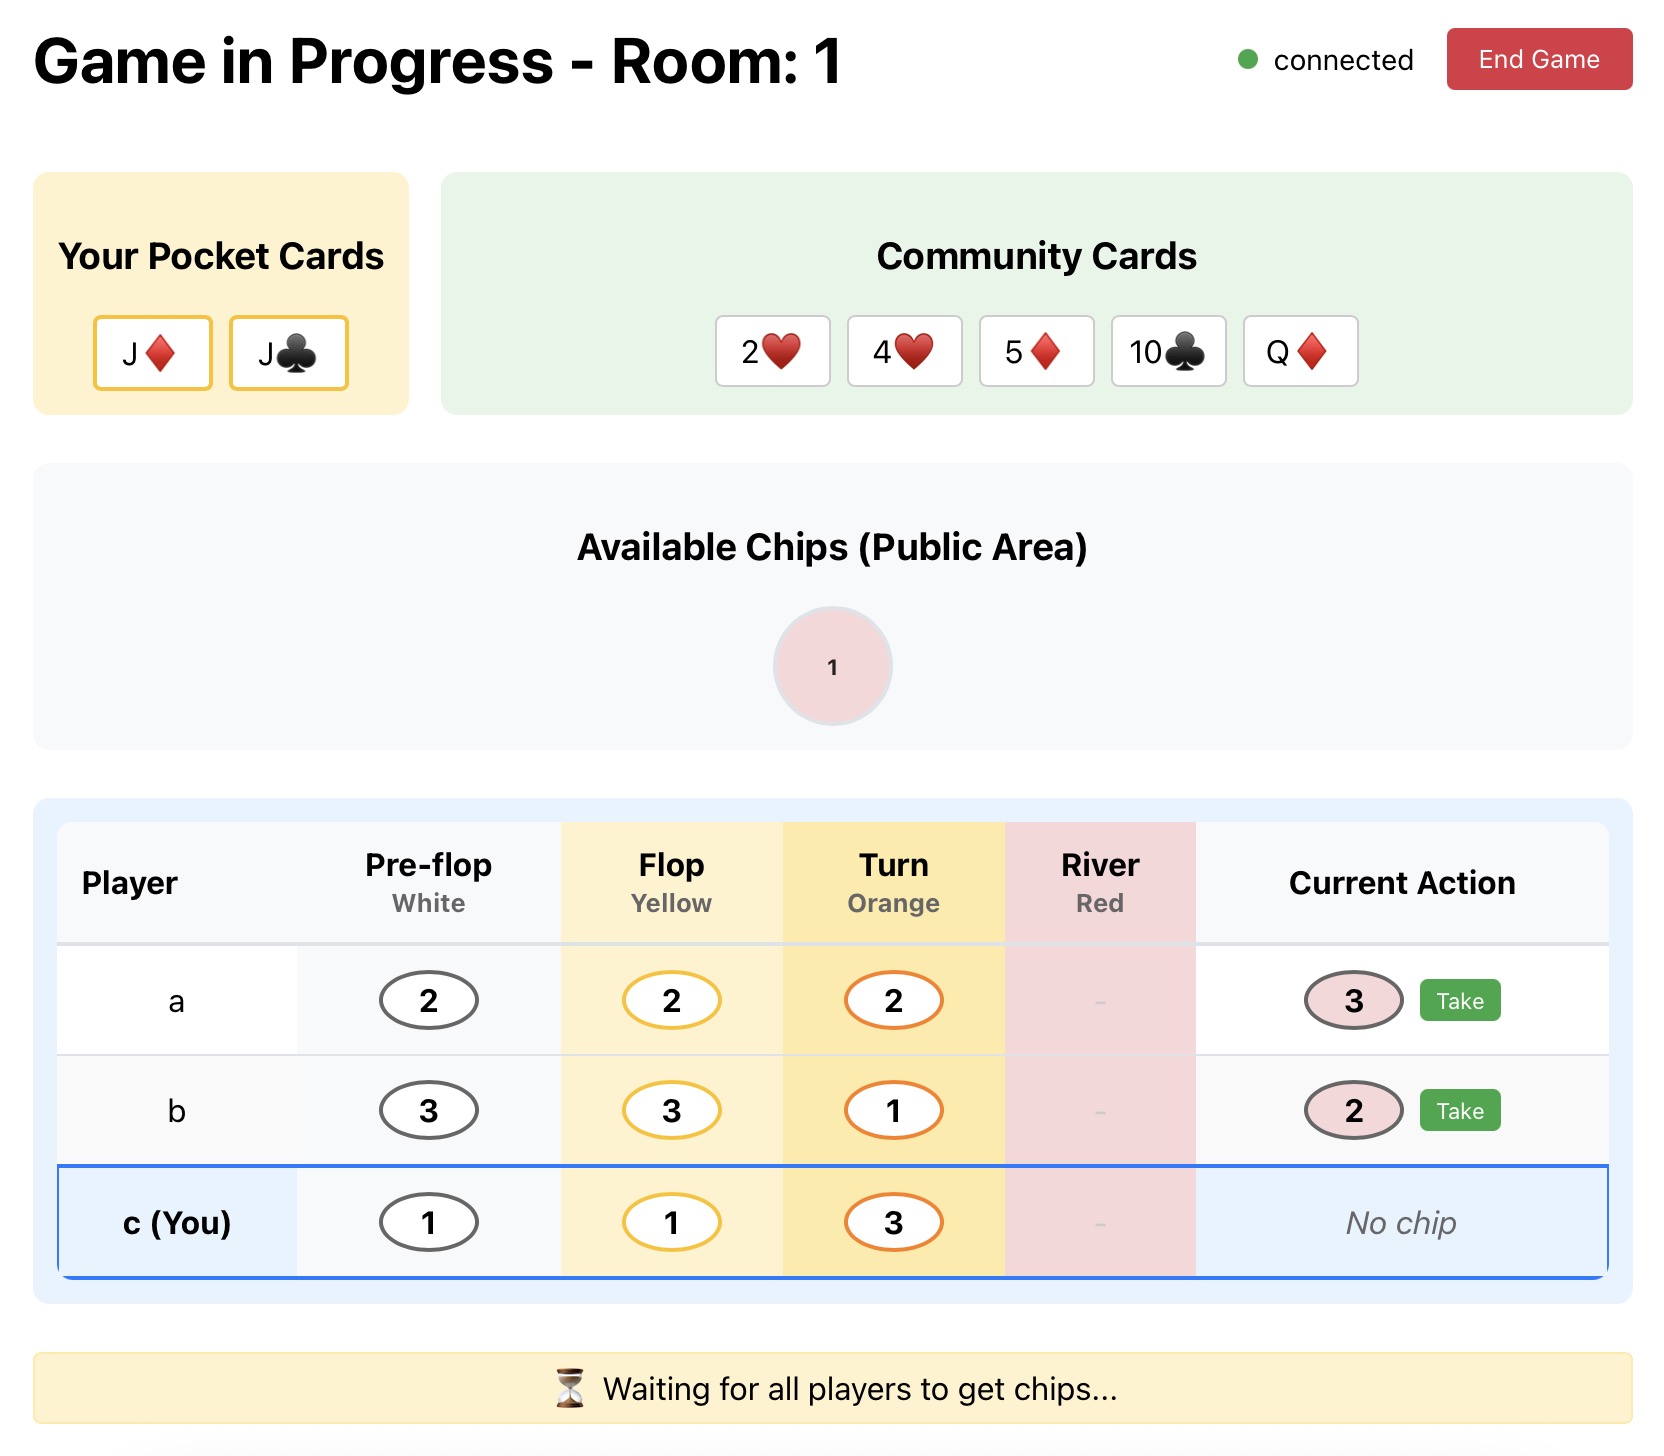 Game in Progress - Room: 1
connected
End Game
Your Pocket Cards
J♦ J♣
Community Cards
2♥ 4♥ 5♦ 10♣ Q♦
Available Chips (Public Area)
1
Player Pre-flop Flop Turn River Current Action
White Yellow Orange Red
a 2 2 2 - 3 Take
b 3 3 1 - 2 Take
c (You) 1 1 3 - No chip
⏳ Waiting for all players to get chips...